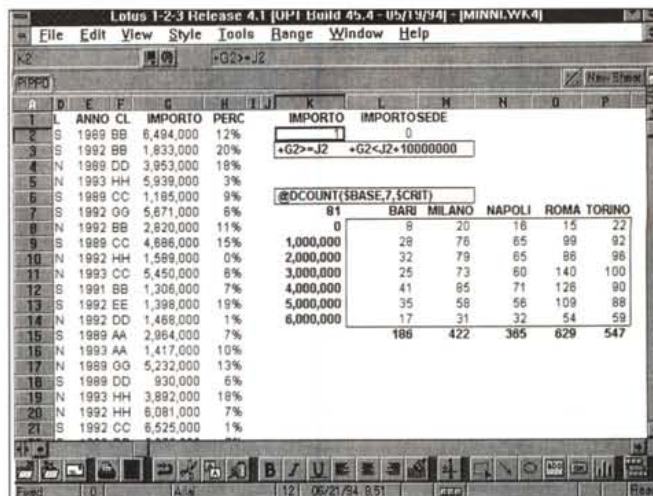 Lotus 1-2-3 Release 4.1 [OPT Build 45.4 - 05/19/94] - [MINNI.WK4]
File Edit View Style Tools Range Window Help
K2 +G2>=J2
PIPPO New Sheet
A D E F G H I J K L M N O P
1 L ANNO CL IMPORTO PERC IMPORTO IMPORTO SEDE
2 S 1989 BB 6,494,000 12% 1 0
3 S 1992 BB 1,833,000 20% +G2>=J2 +G2<J2+10000000
4 N 1989 DD 3,953,000 18%
5 N 1993 HH 5,939,000 3%
6 S 1989 CC 1,185,000 9% @DCOUNT($BASE,7,$CRIT)
7 S 1992 GG 5,671,000 6% 81 BARI MILANO NAPOLI ROMA TORINO
8 N 1992 BB 2,820,000 11% 0 8 20 16 15 22
9 S 1989 CC 4,686,000 15% 1,000,000 28 76 65 99 92
10 N 1992 HH 1,589,000 0% 2,000,000 32 79 65 86 96
11 N 1993 CC 5,450,000 6% 3,000,000 25 73 60 140 100
12 S 1991 BB 1,306,000 7% 4,000,000 41 85 71 126 90
13 S 1992 EE 1,398,000 19% 5,000,000 35 58 56 109 88
14 N 1992 DD 1,468,000 1% 6,000,000 17 31 32 54 59
15 S 1989 AA 2,964,000 7% 186 422 365 629 547
16 N 1993 AA 1,417,000 10%
17 N 1989 GG 5,232,000 13%
18 S 1989 DD 930,000 6%
19 N 1993 HH 3,892,000 18%
20 N 1992 HH 6,081,000 7%
21 S 1992 CC 6,525,000 1%
B I U
Fixed 0 12 06/21/94 8:51